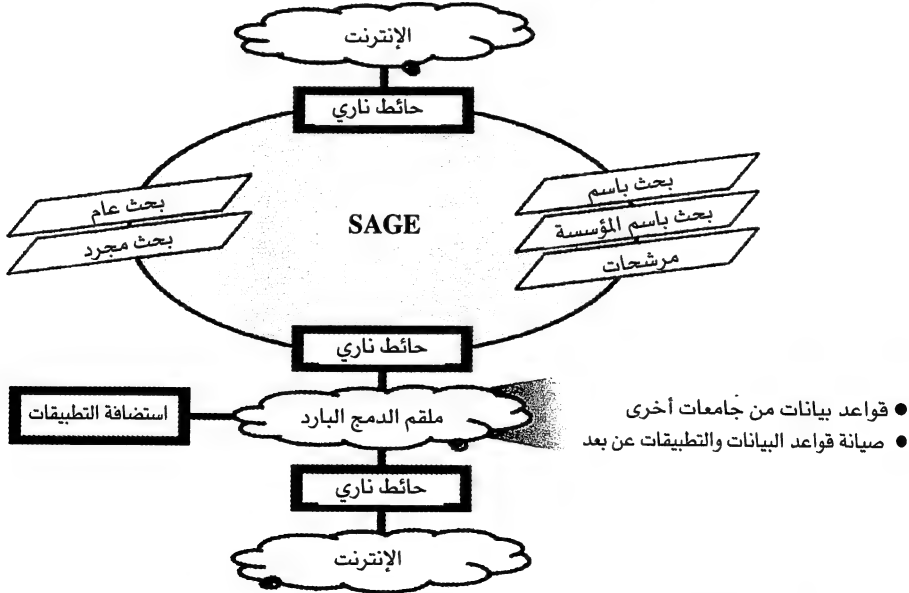 الإنترنت
حائط ناري
بحث باسم
بحث عام
بحث باسم المؤسسة
SAGE
بحث مجرد
مرشحات
حائط ناري
● قواعد بيانات من جامعات أخرى
ملقم الدمج البارد
استضافة التطبيقات
● صيانة قواعد البيانات والتطبيقات عن بعد
حائط ناري
الإنترنت